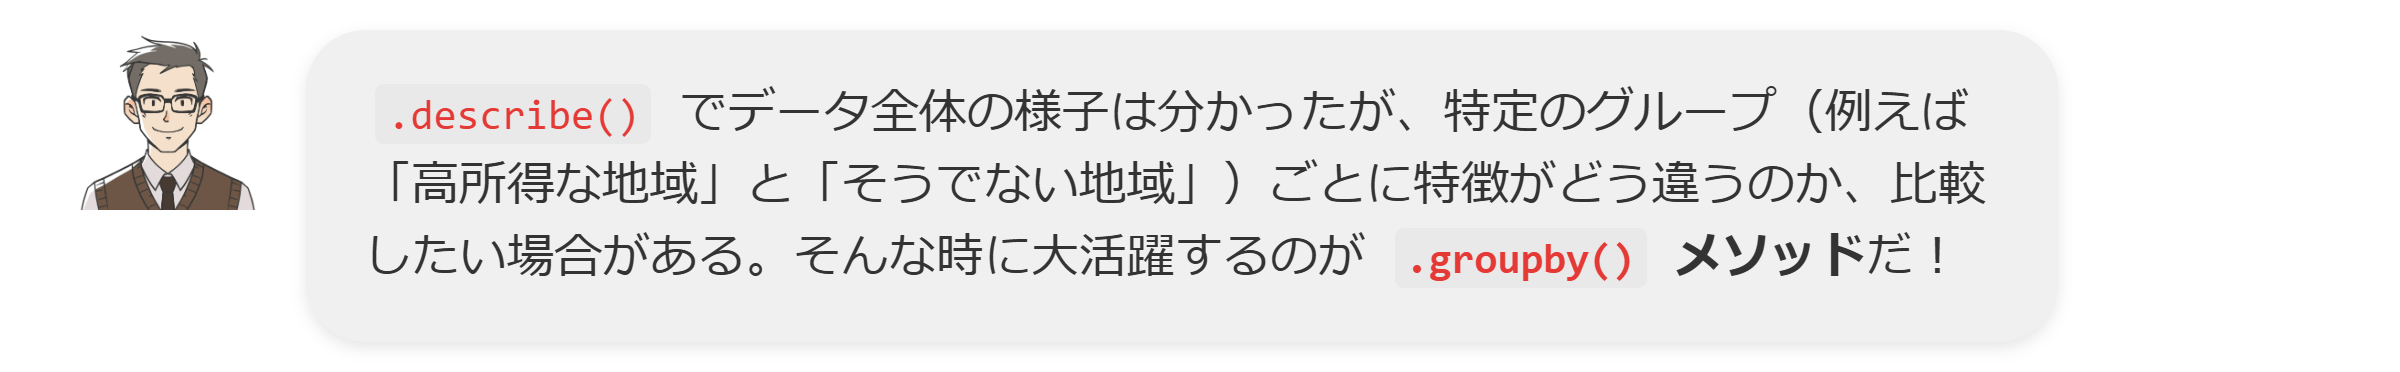 .describe() でデータ全体の様子は分かったが、特定のグループ（例えば
「高所得な地域」と「そうでない地域」）ごとに特徴がどう違うのか、比較
したい場合がある。そんな時に大活躍するのが .groupby() メソッドだ！